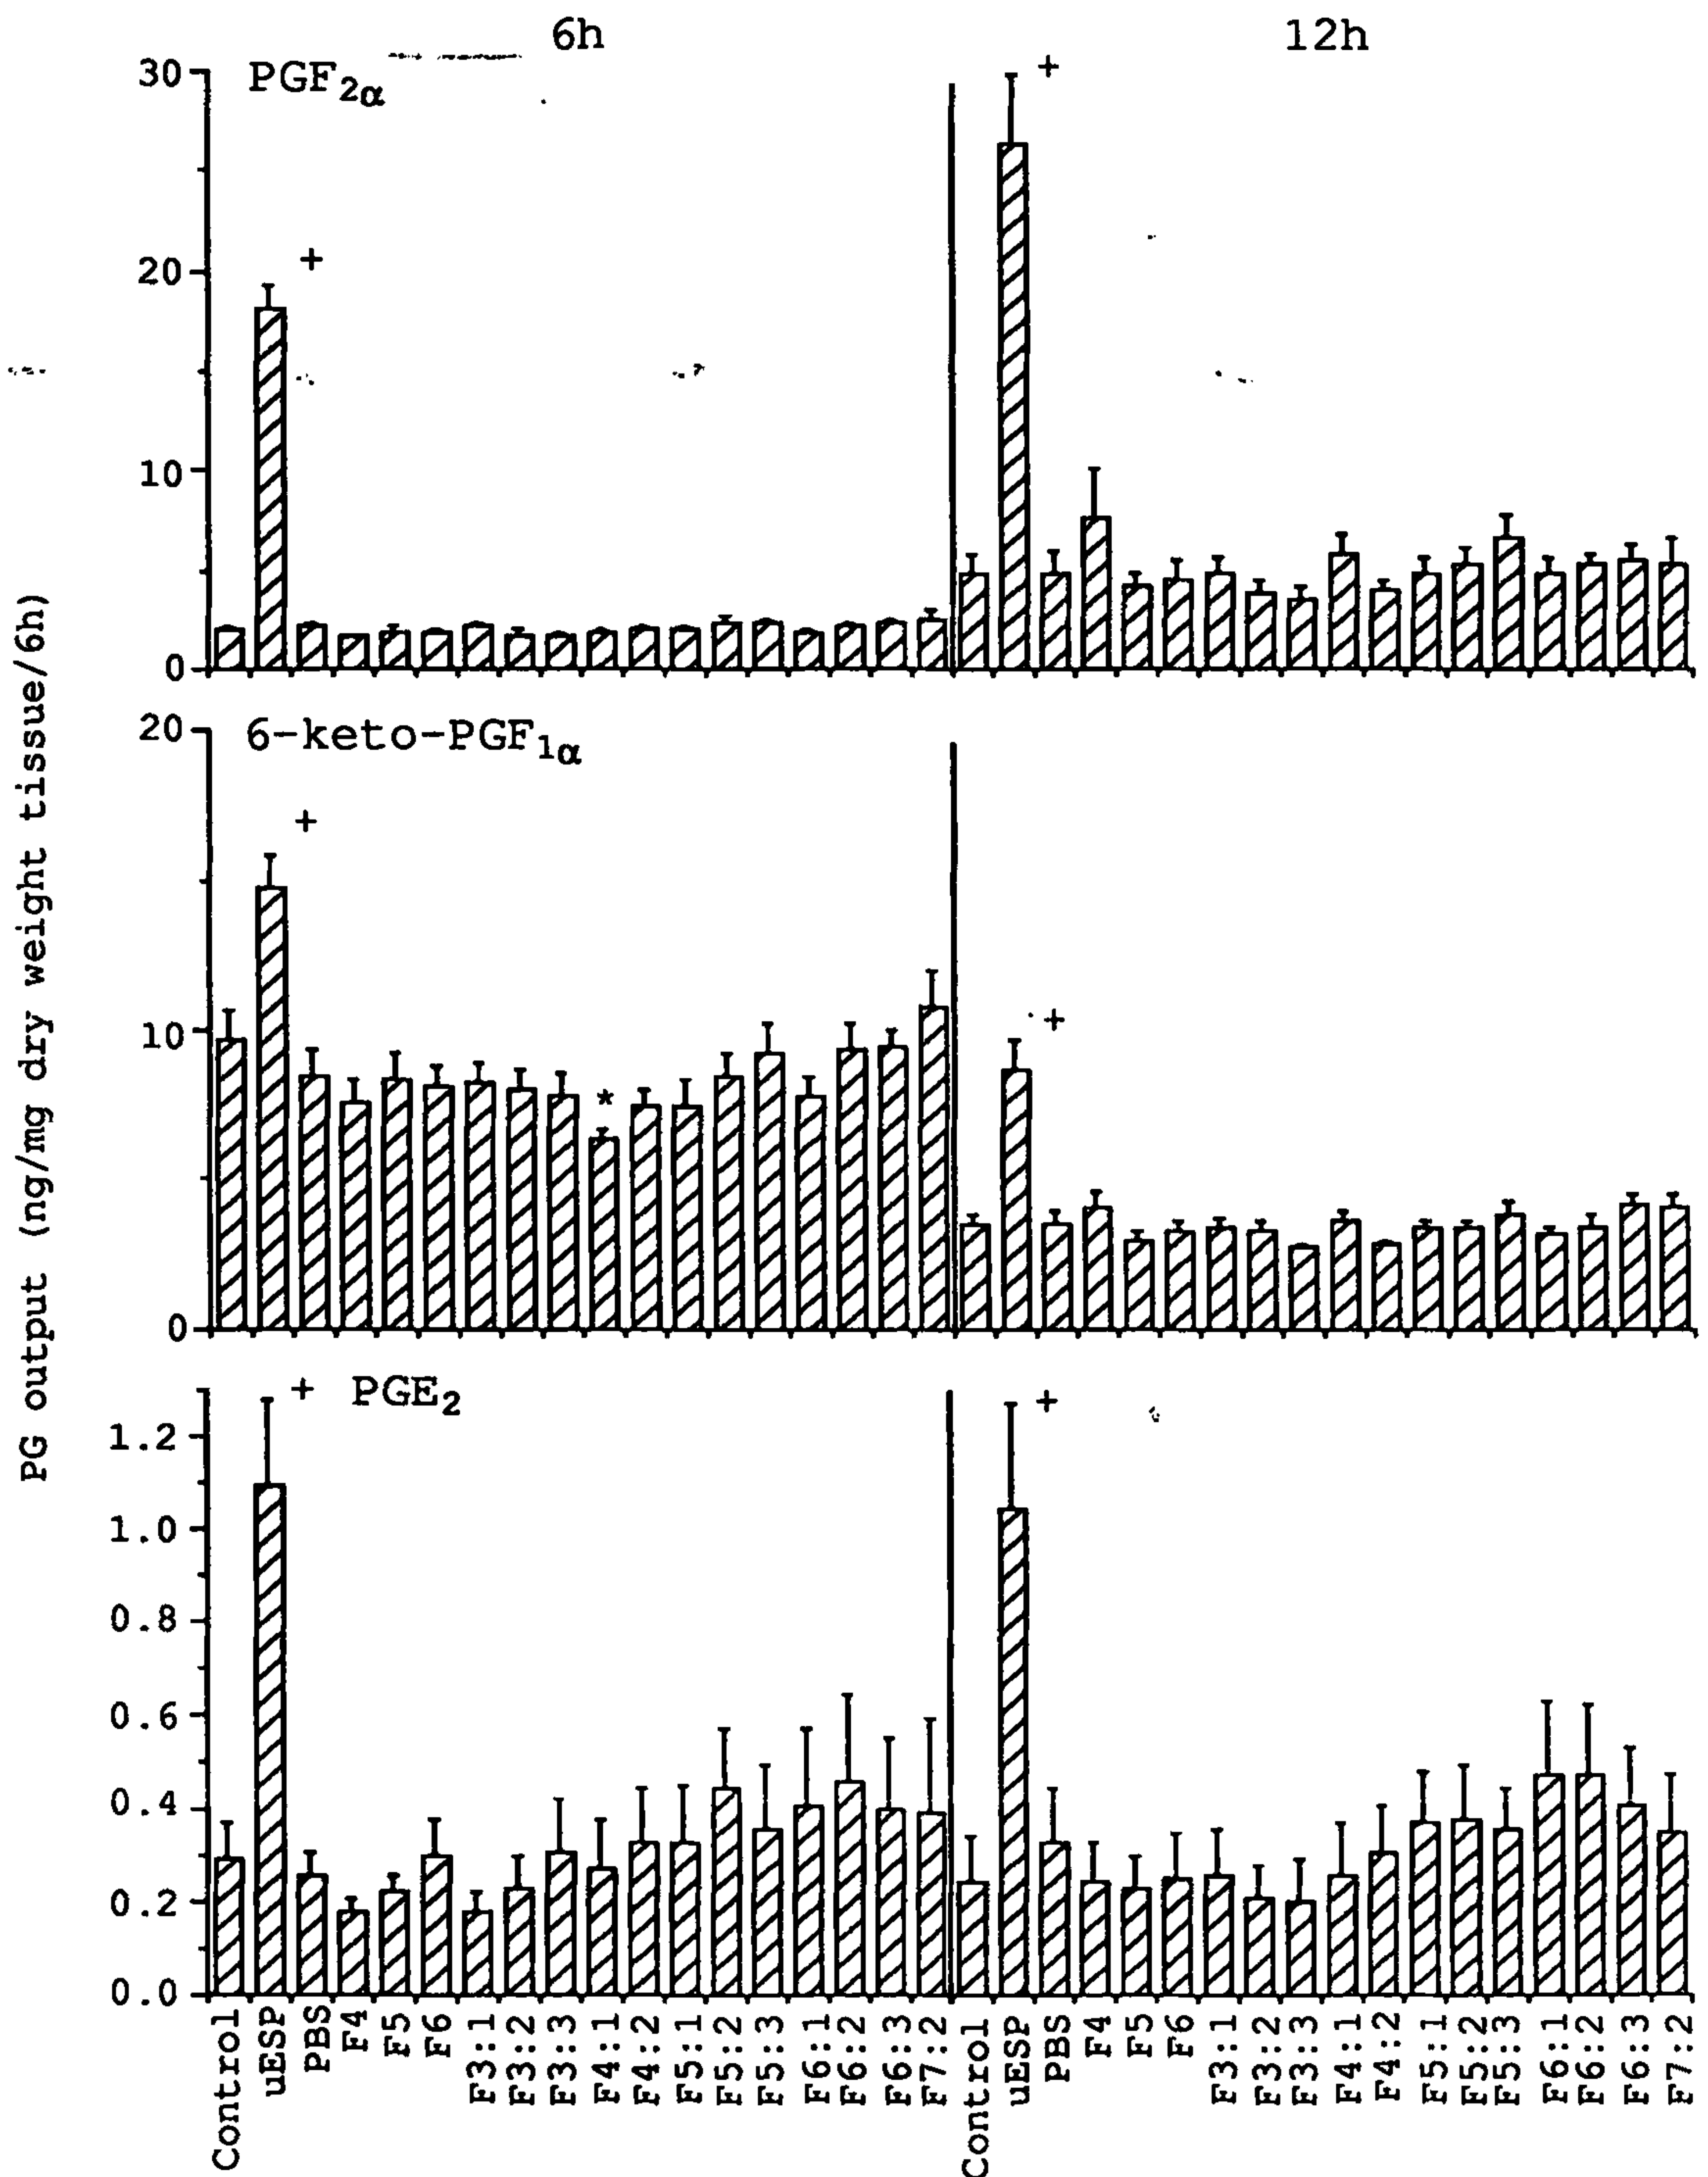 6h 12h
PG output (ng/mg dry weight tissue/6h)
PGF2α
30
20
10
0
+ +
6-keto-PGF1α
20
10
0
+ * +
PGE2
1.2
1.0
0.8
0.6
0.4
0.2
0.0
+ +
Control uESP PBS F4 F5 F6 F3:1 F3:2 F3:3 F4:1 F4:2 F5:1 F5:2 F5:3 F6:1 F6:2 F6:3 F7:2 Control uESP PBS F4 F5 F6 F3:1 F3:2 F3:3 F4:1 F4:2 F5:1 F5:2 F5:3 F6:1 F6:2 F6:3 F7:2